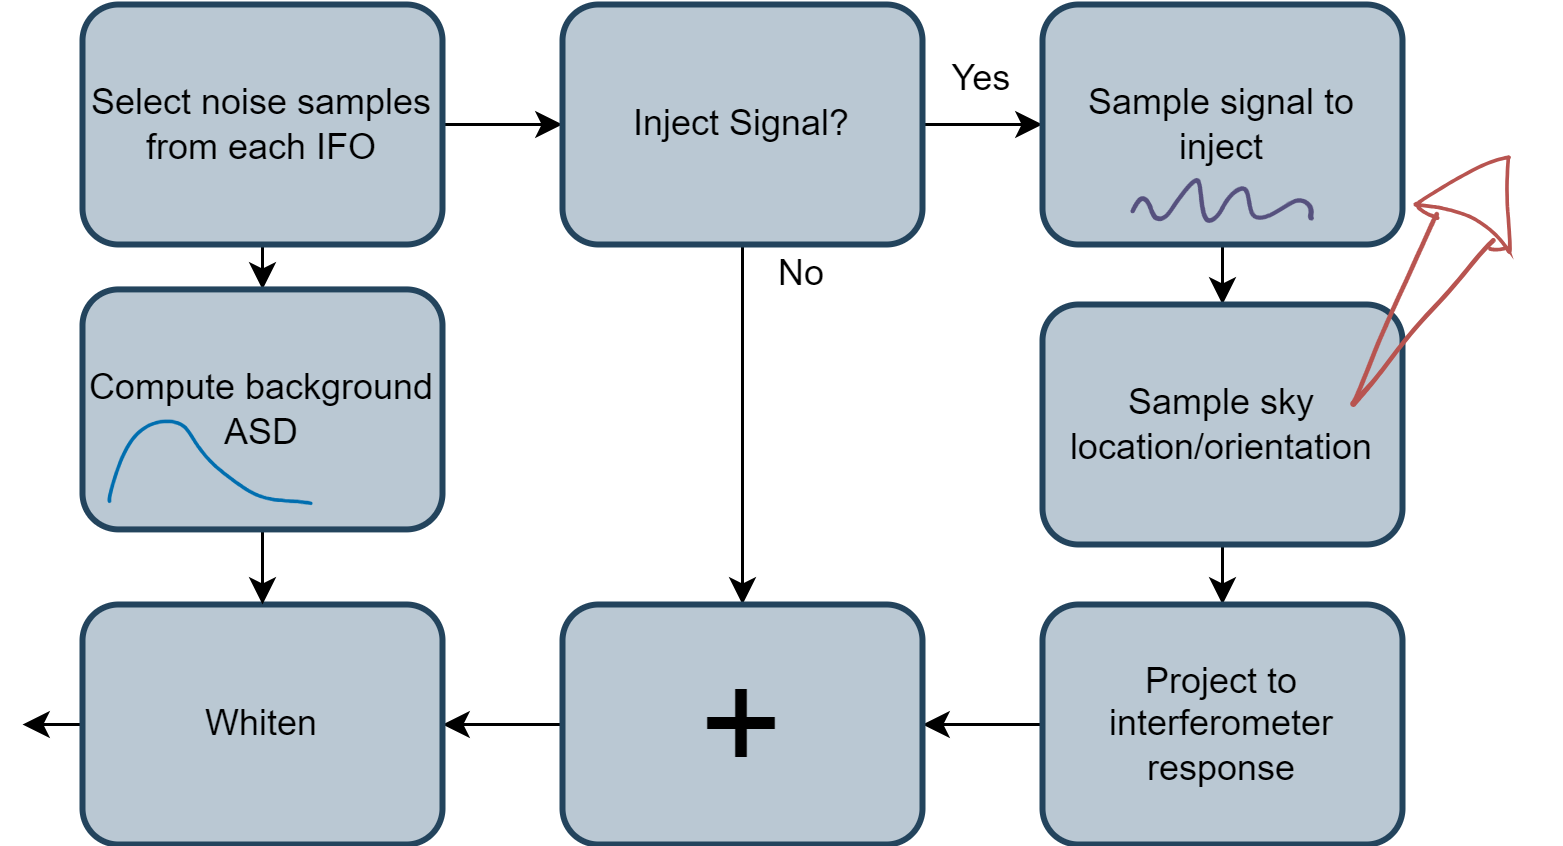 Select noise samples
from each IFO
Inject Signal?
Yes
Sample signal to
inject
No
Compute background
ASD
Sample sky
location/orientation
Whiten
+
Project to
interferometer
response